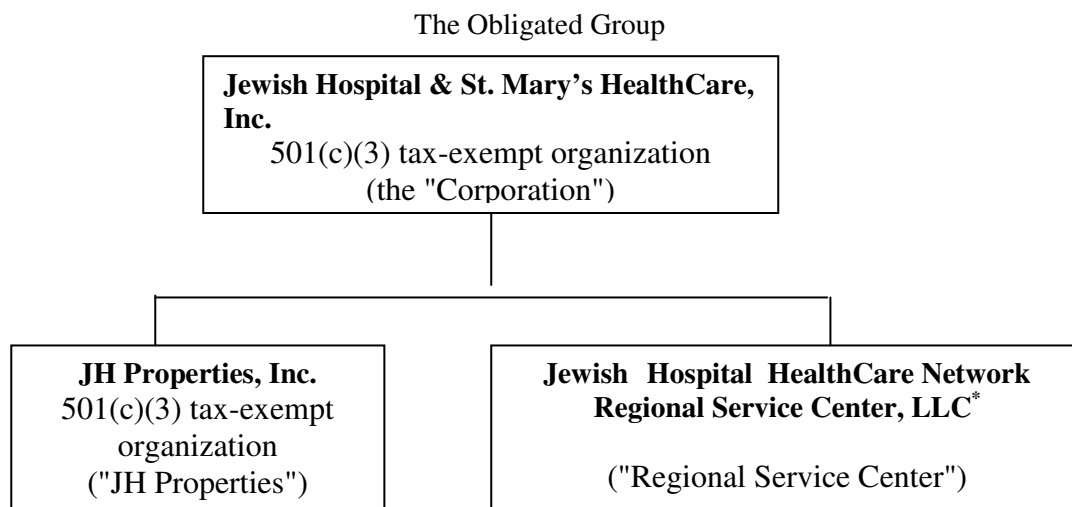 The Obligated Group
Jewish Hospital & St. Mary’s HealthCare,
Inc.
501(c)(3) tax-exempt organization
(the "Corporation")
JH Properties, Inc.
501(c)(3) tax-exempt
organization
("JH Properties")
Jewish Hospital HealthCare Network
Regional Service Center, LLC*
("Regional Service Center")